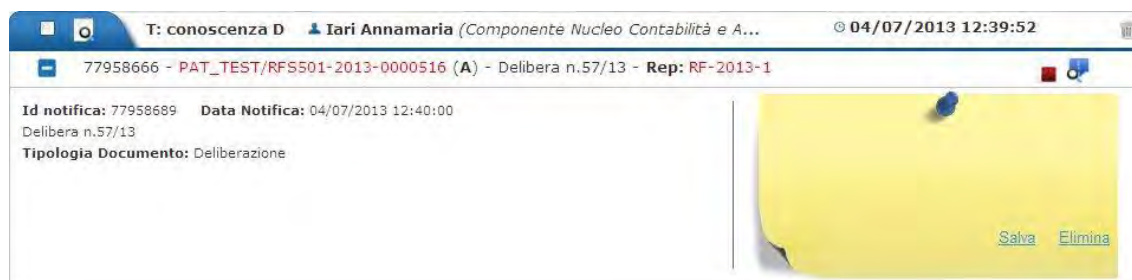 T: conoscenza D Iari Annamaria (Componente Nucleo Contabilità e A... 04/07/2013 12:39:52
77958666 - PAT_TEST/RFS501-2013-0000516 (A) - Delibera n.57/13 - Rep: RF-2013-1
Id notifica: 77958689 Data Notifica: 04/07/2013 12:40:00
Delibera n.57/13
Tipologia Documento: Deliberazione
Salva Elimina